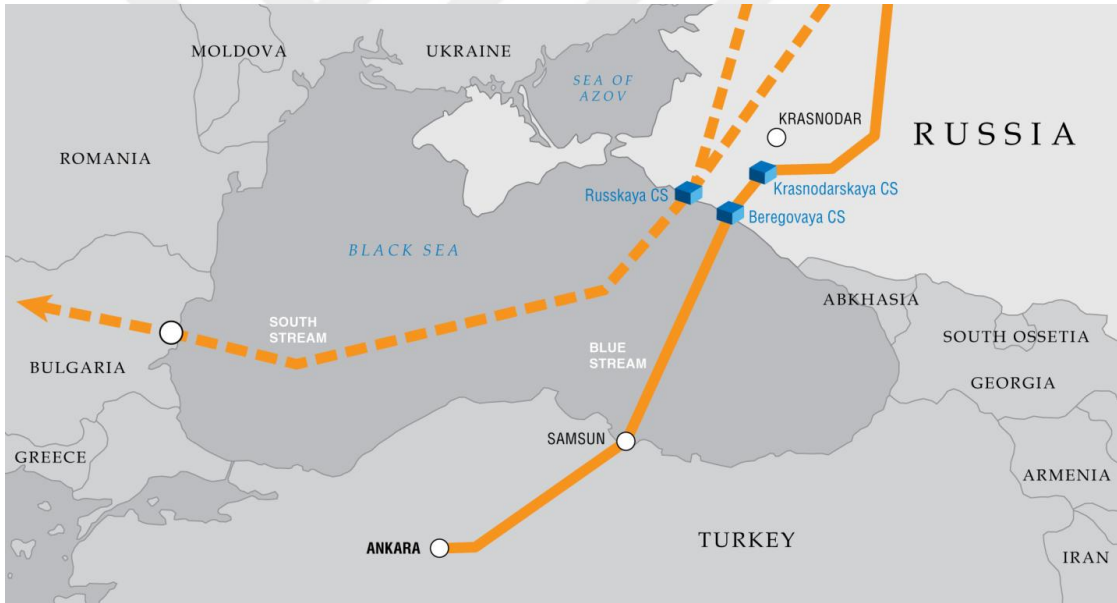 MOLDOVA
UKRAINE
SEA OF
AZOV
KRASNODAR
RUSSIA
ROMANIA
Russkaya CS
Krasnodarskaya CS
Beregovaya CS
BLACK SEA
ABKHASIA
SOUTH
STREAM
SOUTH OSSETIA
BLUE
STREAM
BULGARIA
GEORGIA
SAMSUN
GREECE
ARMENIA
ANKARA
TURKEY
IRAN